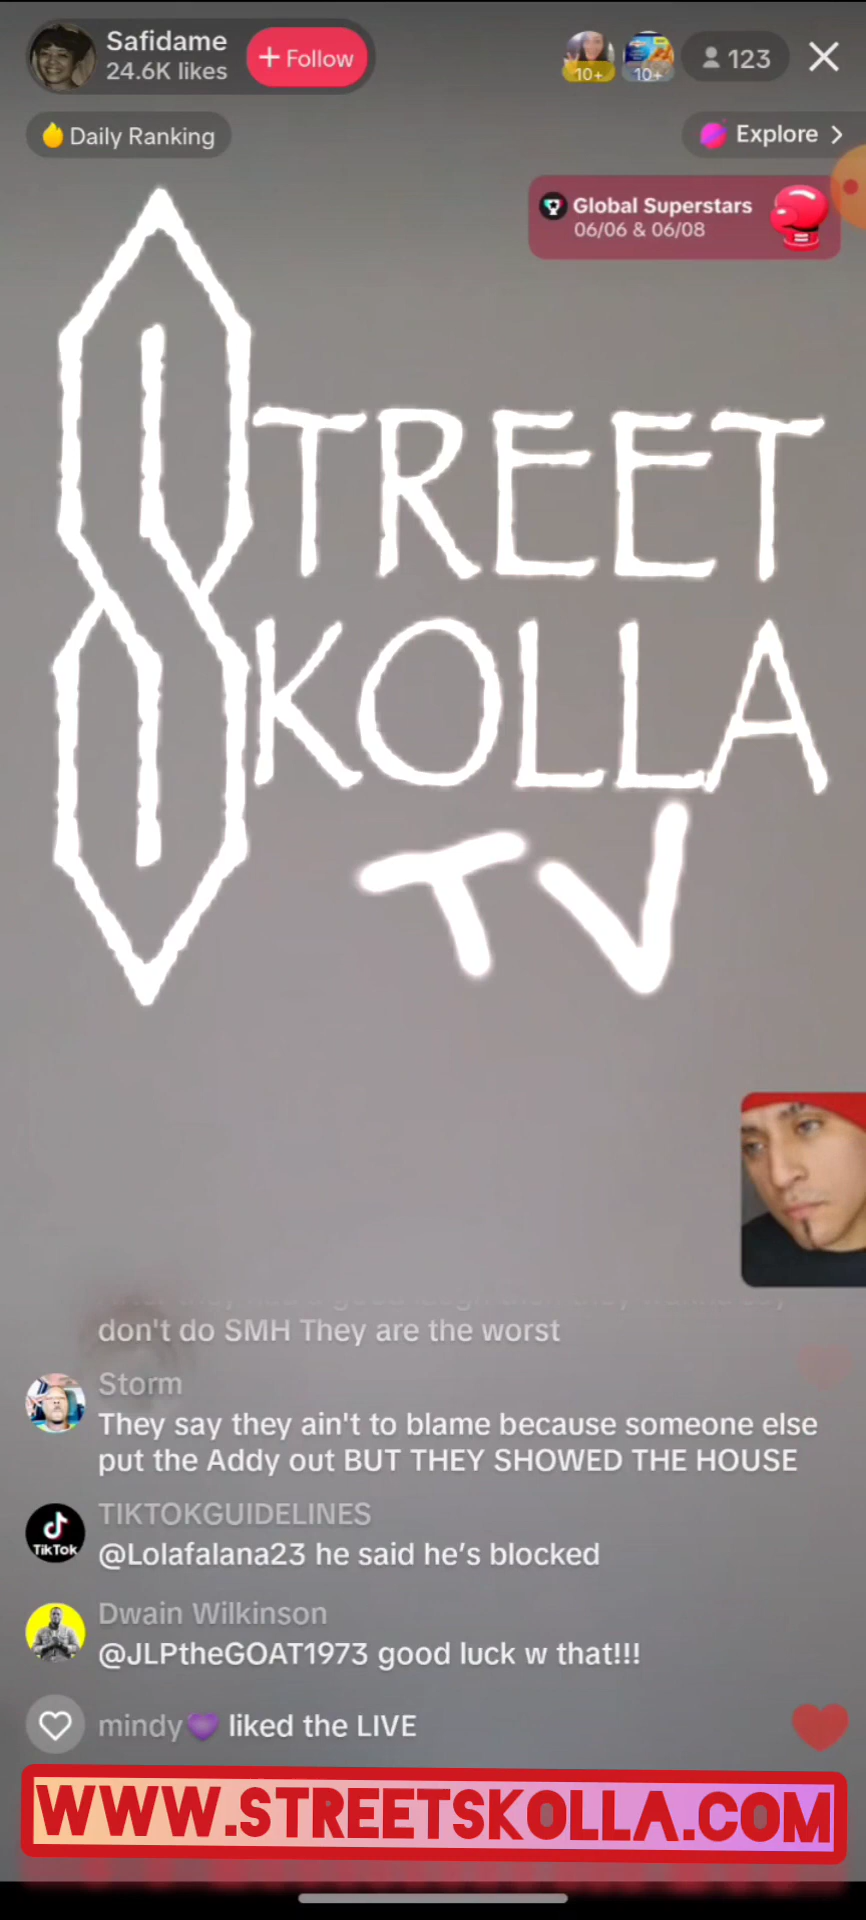 Safidame
24.6K likes
+ Follow
10+
10+
123
Daily Ranking
Explore >
Global Superstars
06/06 & 06/08
STREET
SKOLLA
TV
don't do SMH They are the worst
Storm
They say they ain't to blame because someone else
put the Addy out BUT THEY SHOWED THE HOUSE
TIKTOKGUIDELINES
TikTok
@Lolafalana23 he said he’s blocked
Dwain Wilkinson
@JLPtheGOAT1973 good luck w that!!!
mindy💜 liked the LIVE
WWW.STREETSKOLLA.COM